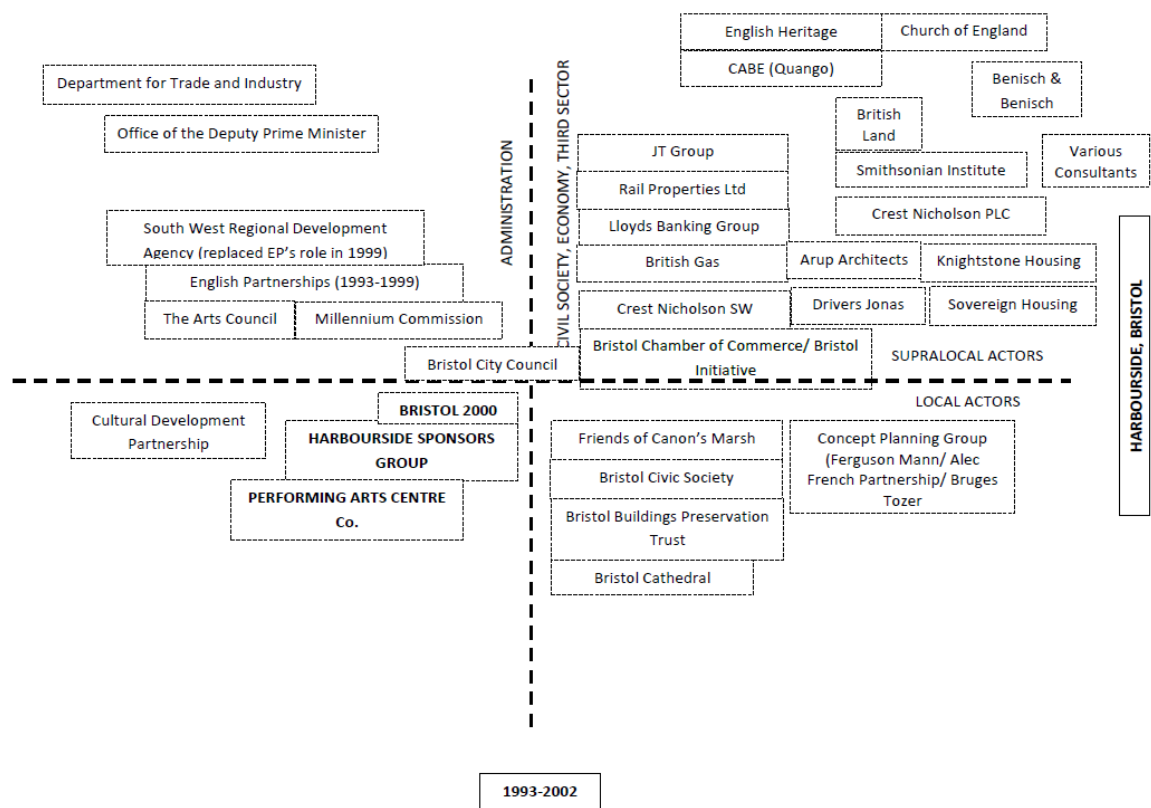 English Heritage
Church of England
CABE (Quango)
Benisch &
Benisch
Department for Trade and Industry
Office of the Deputy Prime Minister
British
Land
JT Group
Smithsonian Institute
Various
Consultants
Rail Properties Ltd
ADMINISTRATION
CIVIL SOCIETY, ECONOMY, THIRD SECTOR
South West Regional Development
Agency (replaced EP’s role in 1999)
Lloyds Banking Group
Crest Nicholson PLC
English Partnerships (1993-1999)
British Gas
Arup Architects
Knightstone Housing
The Arts Council
Millennium Commission
Crest Nicholson SW
Drivers Jonas
Sovereign Housing
Bristol City Council
Bristol Chamber of Commerce/ Bristol
Initiative
SUPRALOCAL ACTORS
LOCAL ACTORS
HARBOURSIDE, BRISTOL
Cultural Development
Partnership
BRISTOL 2000
HARBOURSIDE SPONSORS
GROUP
PERFORMING ARTS CENTRE
Co.
Friends of Canon’s Marsh
Bristol Civic Society
Bristol Buildings Preservation
Trust
Bristol Cathedral
Concept Planning Group
(Ferguson Mann/ Alec
French Partnership/ Bruges
Tozer
1993-2002